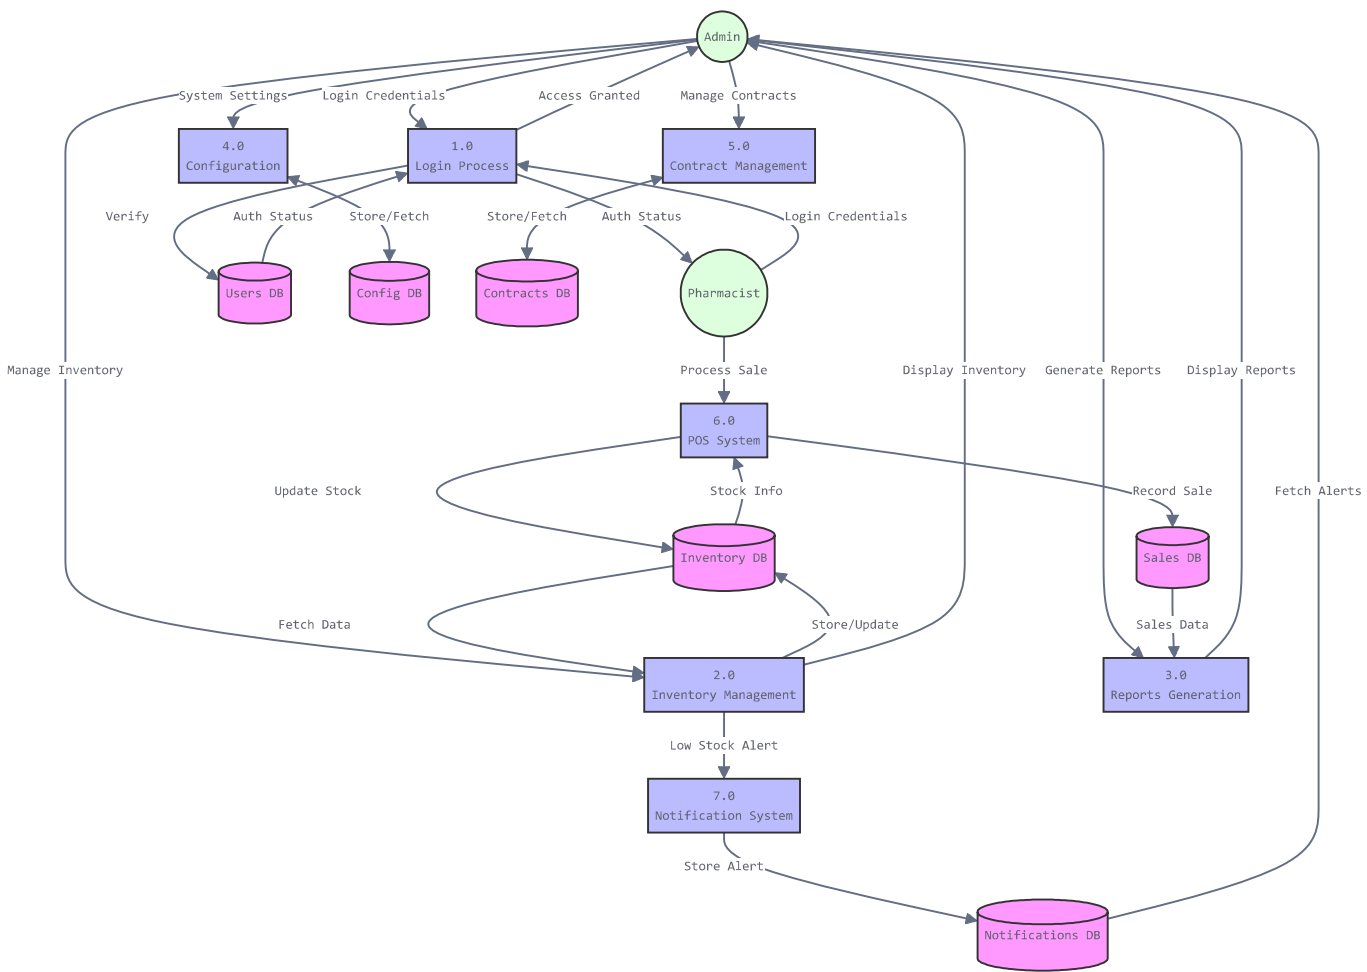 Admin
System Settings
Login Credentials
Access Granted
Manage Contracts
4.0
Configuration
1.0
Login Process
5.0
Contract Management
Verify
Auth Status
Store/Fetch
Store/Fetch
Auth Status
Login Credentials
Users DB
Config DB
Contracts DB
Pharmacist
Manage Inventory
Process Sale
Display Inventory
Generate Reports
Display Reports
6.0
POS System
Update Stock
Stock Info
Record Sale
Fetch Alerts
Inventory DB
Sales DB
Fetch Data
Store/Update
Sales Data
2.0
Inventory Management
3.0
Reports Generation
Low Stock Alert
7.0
Notification System
Store Alert
Notifications DB